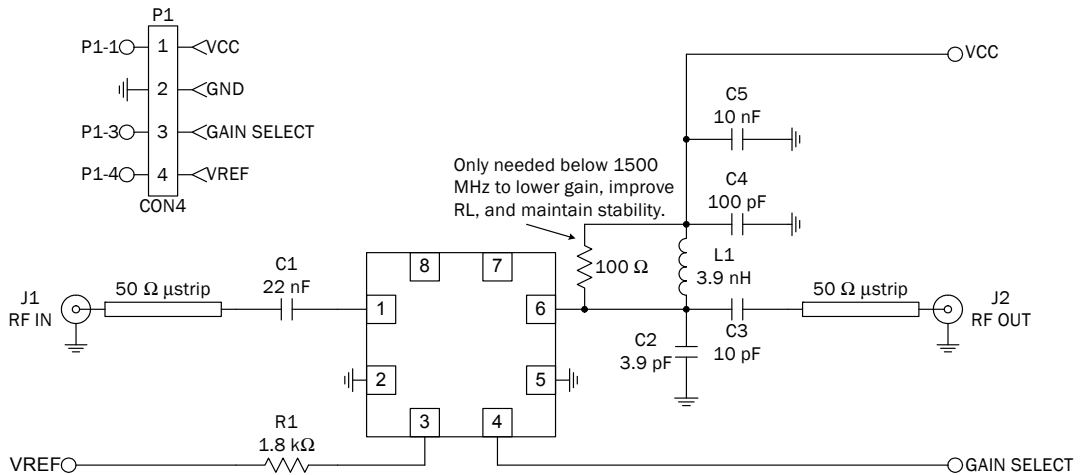 P1
P1-1
1
VCC
2
GND
P1-3
3
GAIN SELECT
P1-4
4
VREF
CON4
VCC
C5
10 nF
Only needed below 1500
MHz to lower gain, improve
RL, and maintain stability.
C4
100 pF
100 Ω
L1
3.9 nH
J1
RF IN
50 Ω µstrip
C1
22 nF
8
7
1
6
2
5
3
4
C2
3.9 pF
C3
10 pF
50 Ω µstrip
J2
RF OUT
R1
1.8 kΩ
VREF
GAIN SELECT